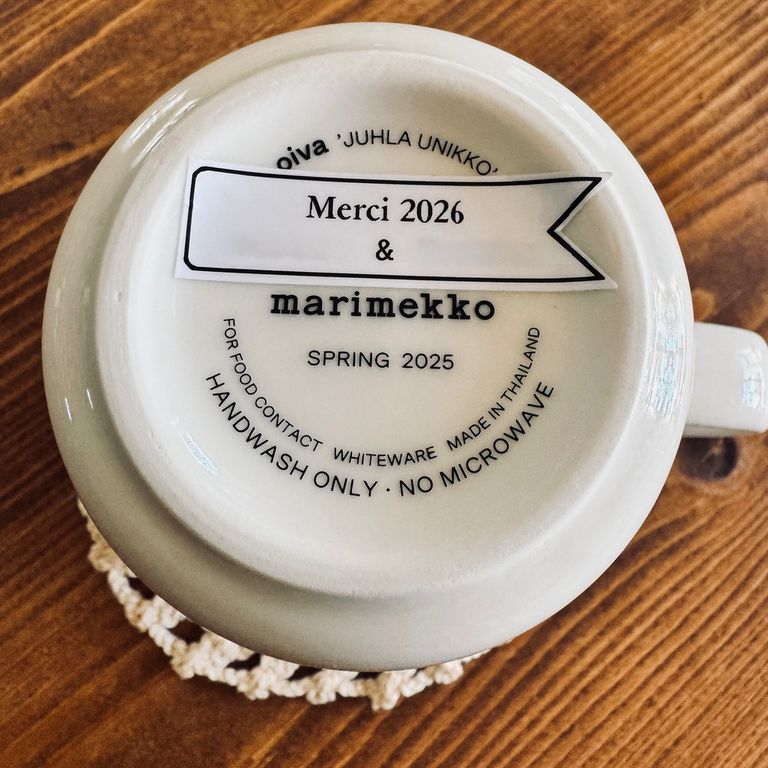 oiva 'JUHLA UNIKKO'
Merci 2026
&
marimekko
SPRING 2025
FOR FOOD CONTACT WHITEWARE MADE IN THAILAND
HANDWASH ONLY · NO MICROWAVE